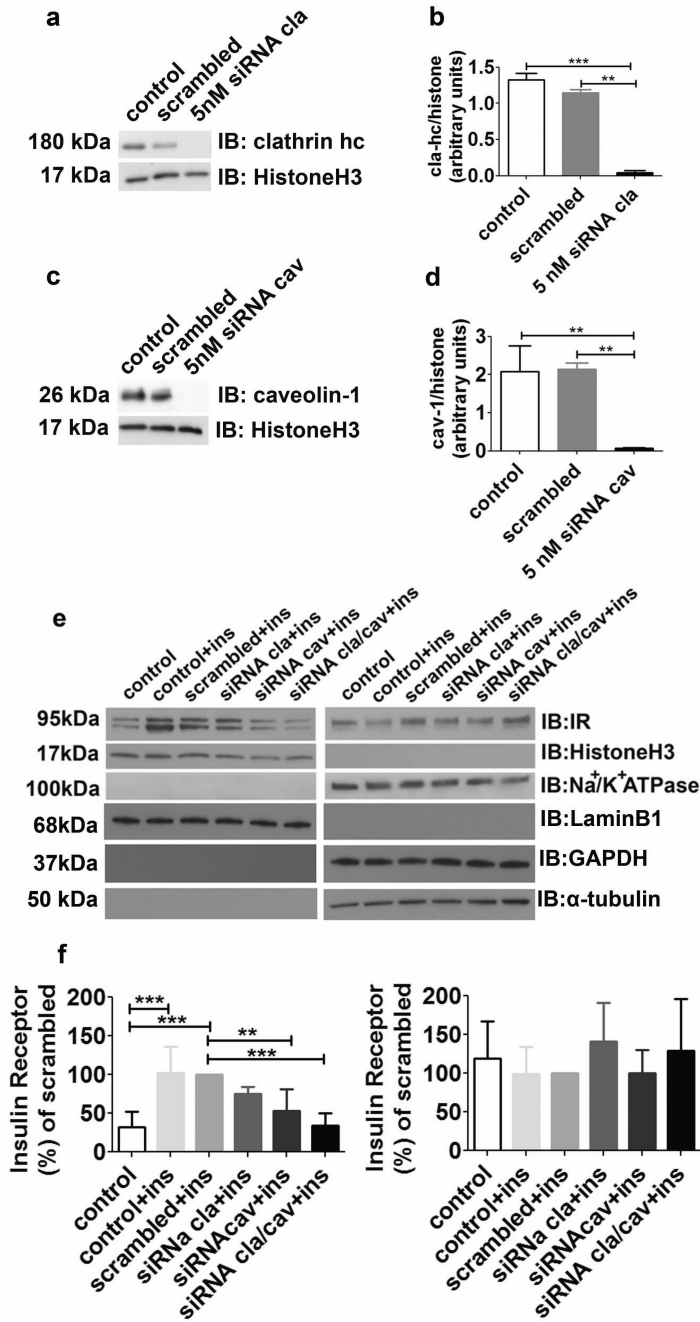 a
control
scrambled
5nM siRNA cla
180 kDa
IB: clathrin hc
17 kDa
IB: HistoneH3
b
cla-hc/histone
(arbitrary units)
1.5
1.0
0.5
0.0
***
**
control
scrambled
5 nM siRNA cla
c
control
scrambled
5nM siRNA cav
26 kDa
IB: caveolin-1
17 kDa
IB: HistoneH3
d
cav-1/histone
(arbitrary units)
3
2
1
0
**
**
control
scrambled
5 nM siRNA cav
e
control
control+ins
scrambled+ins
siRNA cla+ins
siRNA cav+ins
siRNA cla/cav+ins
control
control+ins
scrambled+ins
siRNA cla+ins
siRNA cav+ins
siRNA cla/cav+ins
95kDa
IB:IR
17kDa
IB:HistoneH3
100kDa
IB:Na+/K+ATPase
68kDa
IB:LaminB1
37kDa
IB:GAPDH
50 kDa
IB:α-tubulin
f
Insulin Receptor
(%) of scrambled
200
150
100
50
0
***
***
**
***
control
control+ins
scrambled+ins
siRNa cla+ins
siRNAcav+ins
siRNA cla/cav+ins
Insulin Receptor
(%) of scrambled
200
150
100
50
0
control
control+ins
scrambled+ins
siRNa cla+ins
siRNAcav+ins
siRNA cla/cav+ins